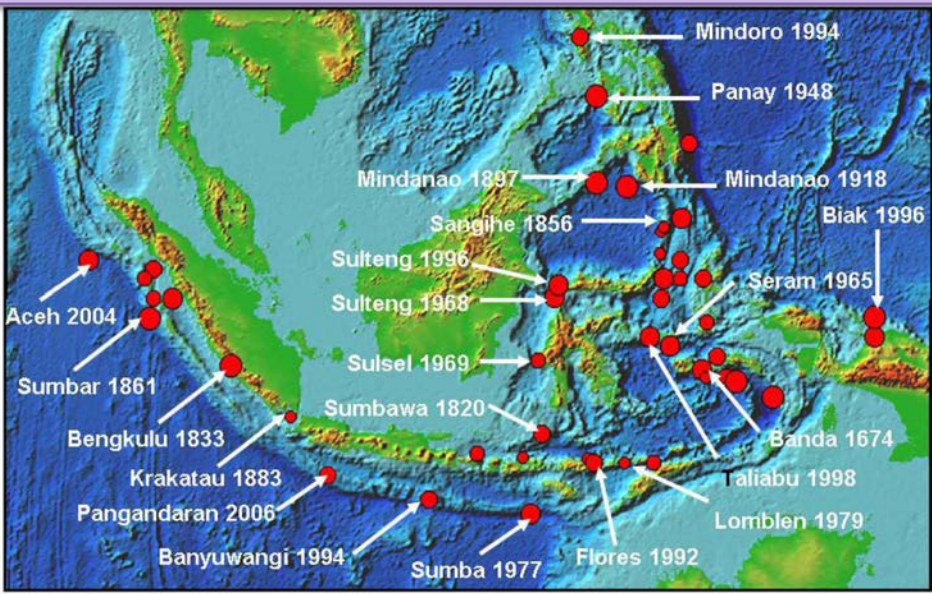 Mindoro 1994
Panay 1948
Mindanao 1897
Mindanao 1918
Sangihe 1856
Biak 1996
Sulteng 1996
Seram 1965
Sulteng 1968
Aceh 2004
Sulsel 1969
Sumbar 1861
Sumbawa 1820
Bengkulu 1833
Banda 1674
Krakatau 1883
Taliabu 1998
Pangandaran 2006
Lomblen 1979
Banyuwangi 1994
Flores 1992
Sumba 1977